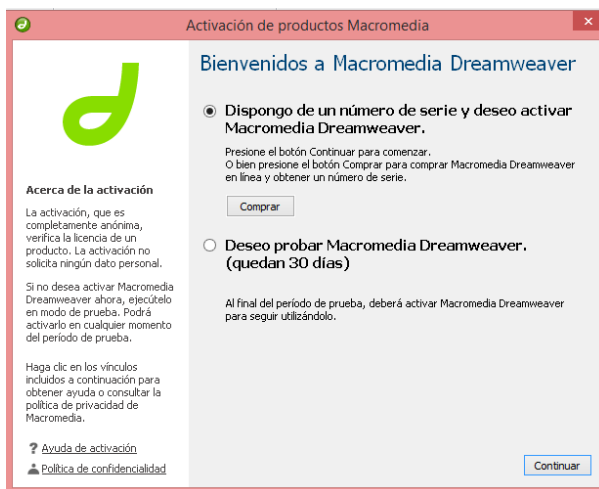 Activación de productos Macromedia
Bienvenidos a Macromedia Dreamweaver
Dispongo de un número de serie y deseo activar
Macromedia Dreamweaver.
Presione el botón Continuar para comenzar.
O bien presione el botón Comprar para comprar Macromedia Dreamweaver
en línea y obtener un número de serie.
Comprar
Deseo probar Macromedia Dreamweaver.
(quedan 30 días)
Al final del período de prueba, deberá activar Macromedia Dreamweaver
para seguir utilizándolo.
Acerca de la activación
La activación, que es
completamente anónima,
verifica la licencia de un
producto. La activación no
solicita ningún dato personal.
Si no desea activar Macromedia
Dreamweaver ahora, ejecútelo
en modo de prueba. Podrá
activarlo en cualquier momento
del período de prueba.
Haga clic en los vínculos
incluidos a continuación para
obtener ayuda o consultar la
política de privacidad de
Macromedia.
? Ayuda de activación
Política de confidencialidad
Continuar